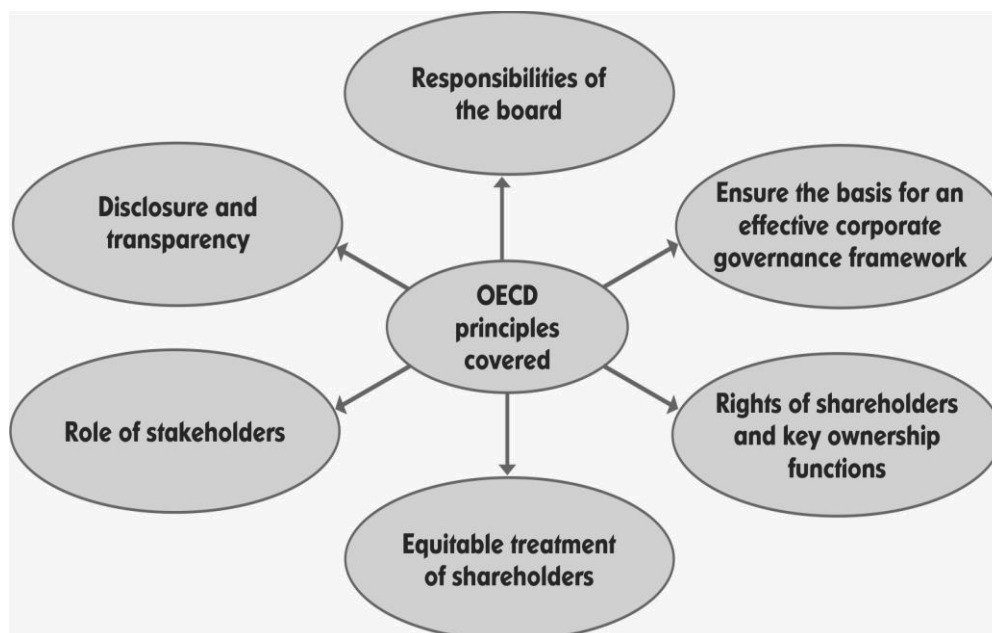 Responsibilities of
the board
Disclosure and
transparency
Ensure the basis for an
effective corporate
governance framework
OECD
principles
covered
Role of stakeholders
Rights of shareholders
and key ownership
functions
Equitable treatment
of shareholders